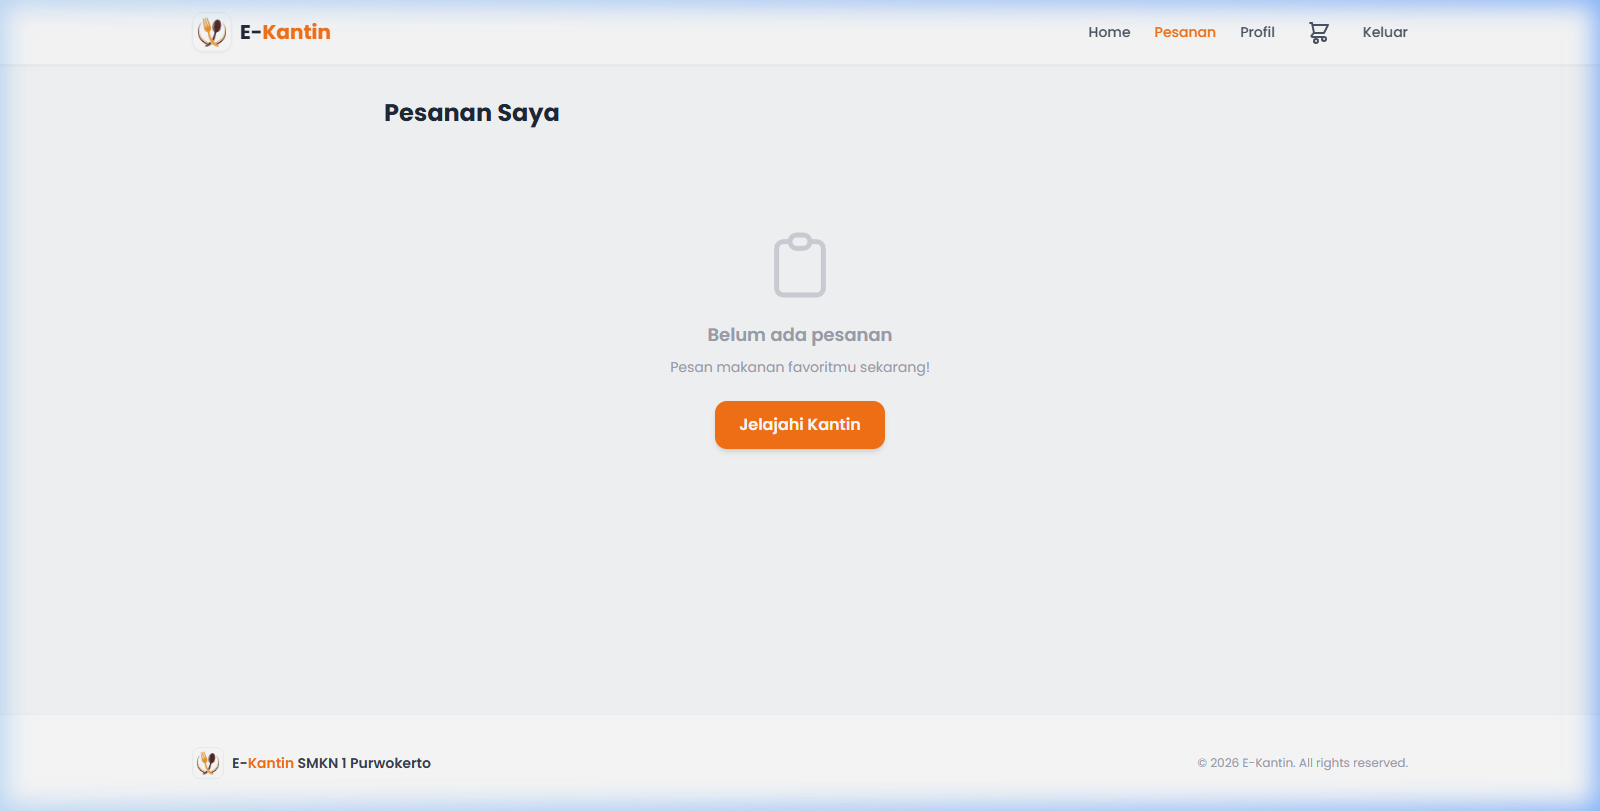 E-Kantin
Home Pesanan Profil Keluar
Pesanan Saya
Belum ada pesanan
Pesan makanan favoritmu sekarang!
Jelajahi Kantin
E-Kantin SMKN 1 Purwokerto
© 2026 E-Kantin. All rights reserved.